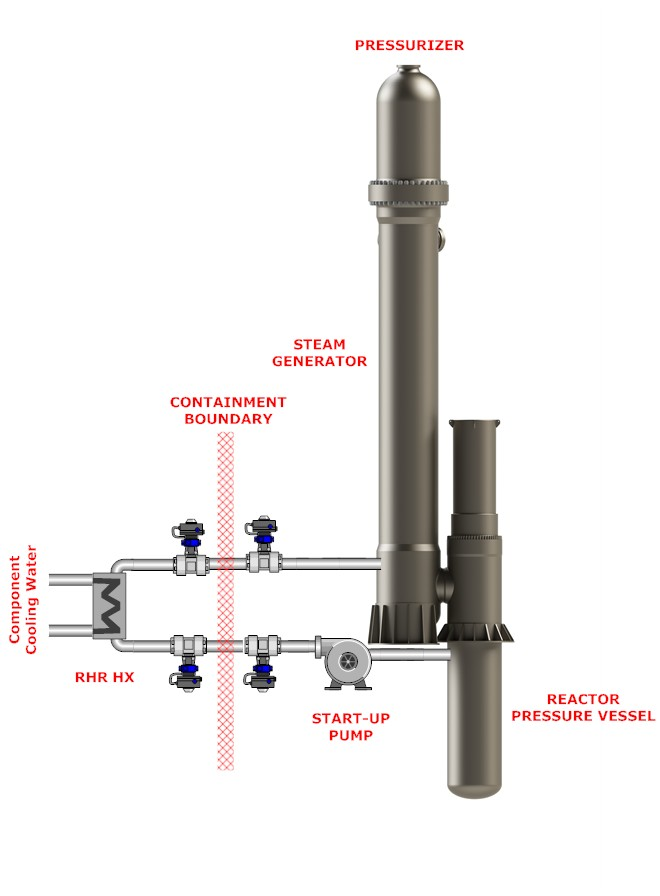 PRESSURIZER
STEAM
GENERATOR
CONTAINMENT
BOUNDARY
Component
Cooling Water
RHR HX
START-UP
PUMP
REACTOR
PRESSURE VESSEL